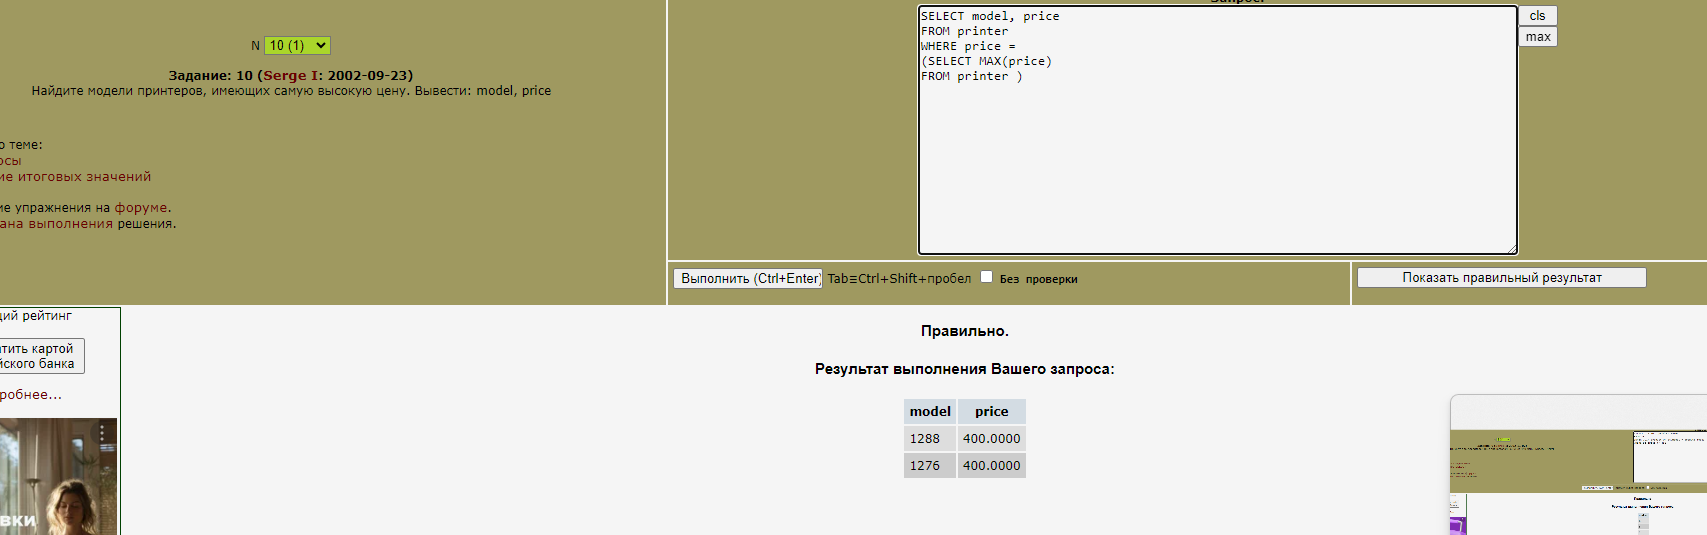 N 10 (1)
Задание: 10 (Serge I: 2002-09-23)
Найдите модели принтеров, имеющих самую высокую цену. Вывести: model, price
о теме:
ие итоговых значений
ие упражнения на форуме.
ана выполнения решения.
SELECT model, price
FROM printer
WHERE price =
(SELECT MAX(price)
FROM printer )
cls
max
Выполнить (Ctrl+Enter) Tab≡Ctrl+Shift+пробел Без проверки
Показать правильный результат
щий рейтинг
тить картой
йского банка
робнее...
вки
Правильно.
Результат выполнения Вашего запроса:
model price
1288 400.0000
1276 400.0000